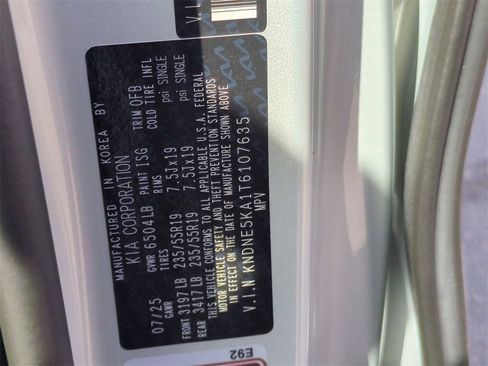 MANUFACTURED IN KOREA BY
KIA CORPORATION
07/25 GVWR 6504LB PAINT ISG TRIM OFB
GAWR TIRES RIMS COLD TIRE INFL
FRONT 3197LB 235/55R19 7.5Jx19 psi SINGLE
REAR 3417LB 235/55R19 7.5Jx19 psi SINGLE
THIS VEHICLE CONFORMS TO ALL APPLICABLE U.S.A. FEDERAL
MOTOR VEHICLE SAFETY AND THEFT PREVENTION STANDARDS
IN EFFECT ON THE DATE OF MANUFACTURE SHOWN ABOVE
V.I.N KNDNE5KA1T6107635
MPV
E92
V.I